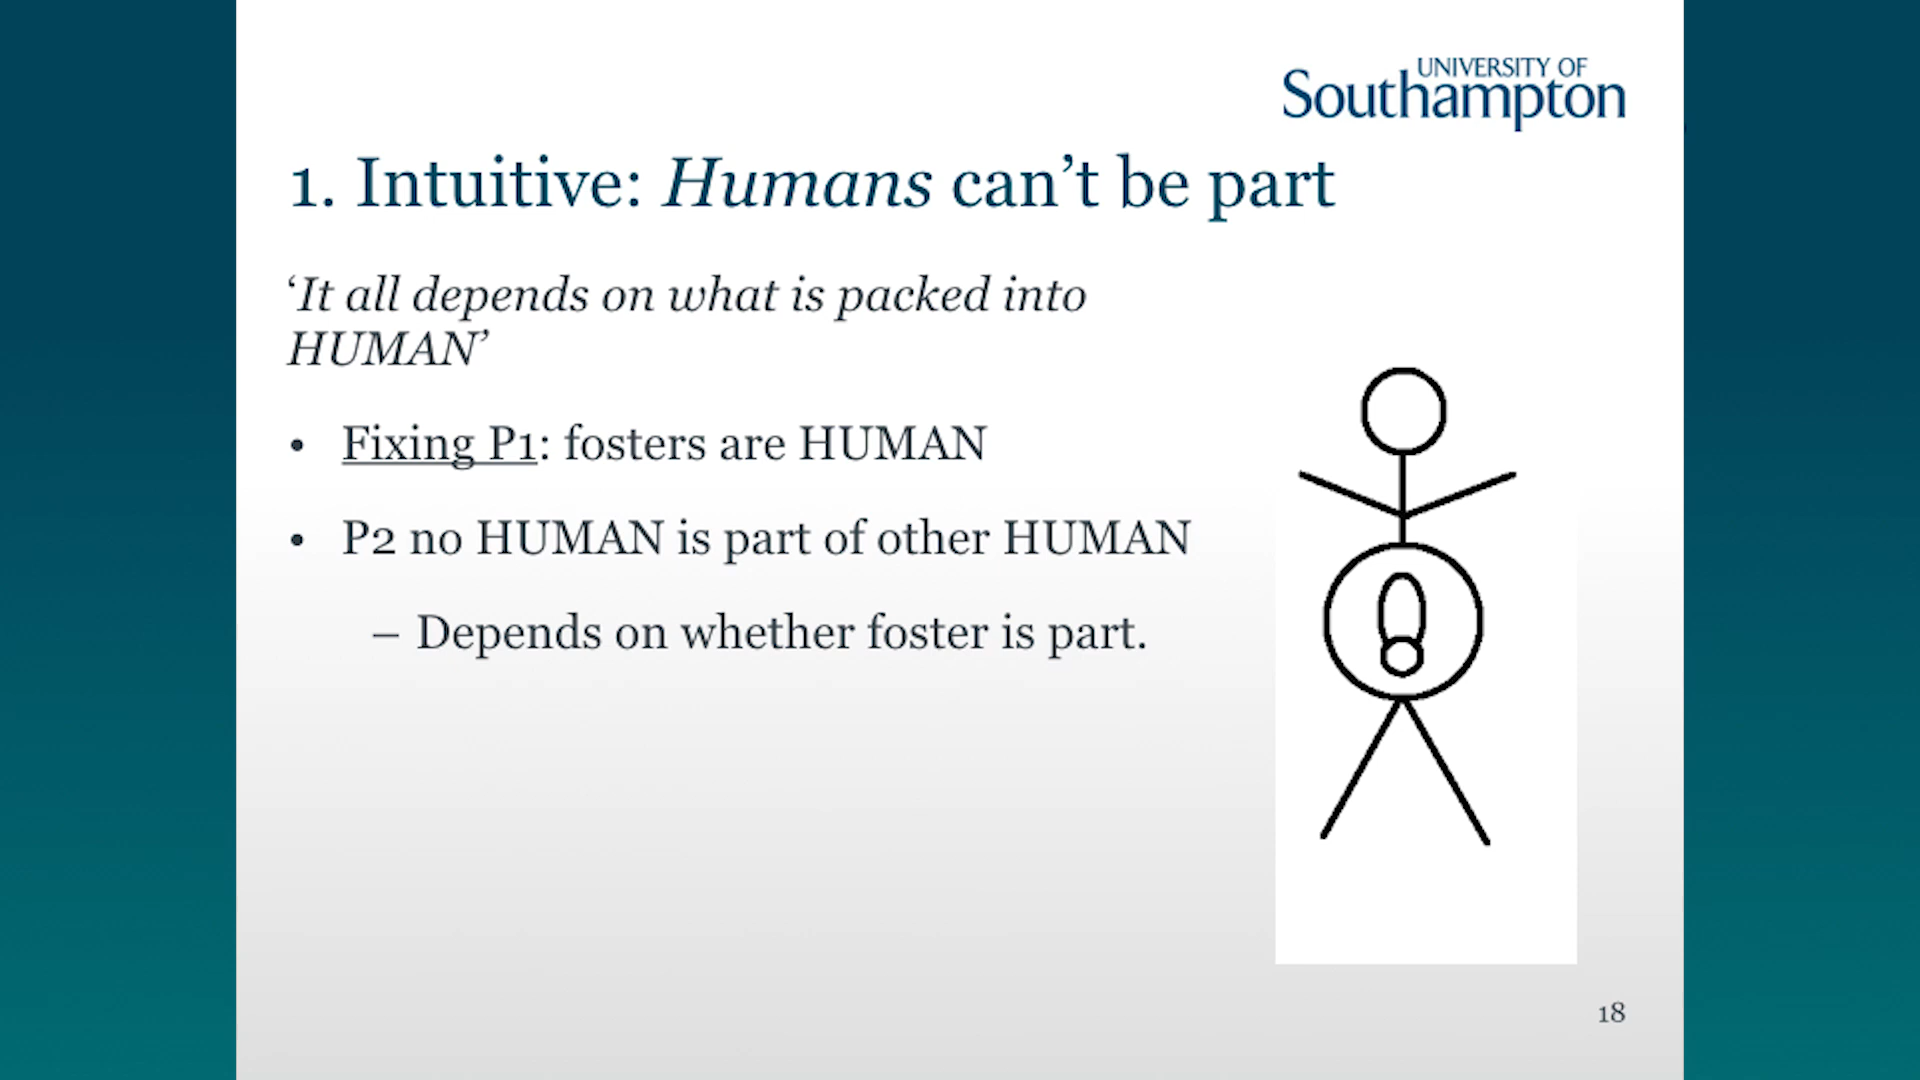 UNIVERSITY OF
Southampton
1. Intuitive: Humans can’t be part
‘It all depends on what is packed into
HUMAN’
• Fixing P1: fosters are HUMAN
• P2 no HUMAN is part of other HUMAN
– Depends on whether foster is part.
18